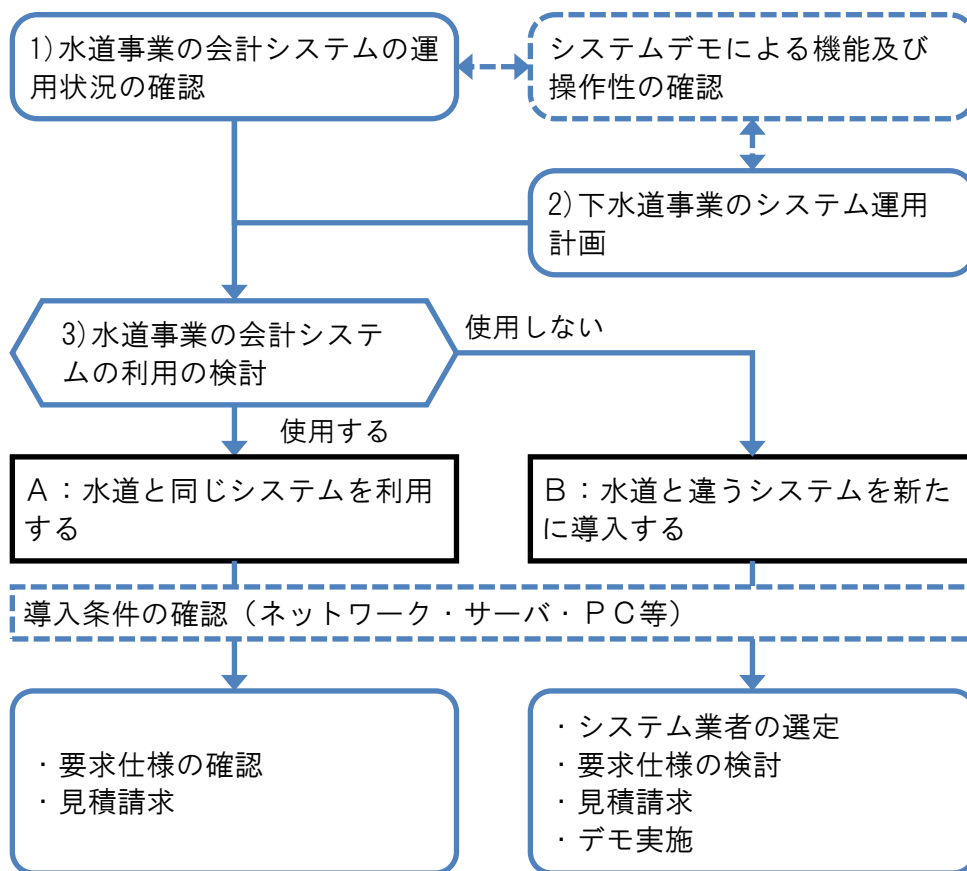 1)水道事業の会計システムの運
用状況の確認
システムデモによる機能及び
操作性の確認
2)下水道事業のシステム運用
計画
3)水道事業の会計システ
ムの利用の検討
使用しない
使用する
A:水道と同じシステムを利用
する
B:水道と違うシステムを新た
に導入する
導入条件の確認(ネットワーク・サーバ・PC等)
・要求仕様の確認
・見積請求
・システム業者の選定
・要求仕様の検討
・見積請求
・デモ実施